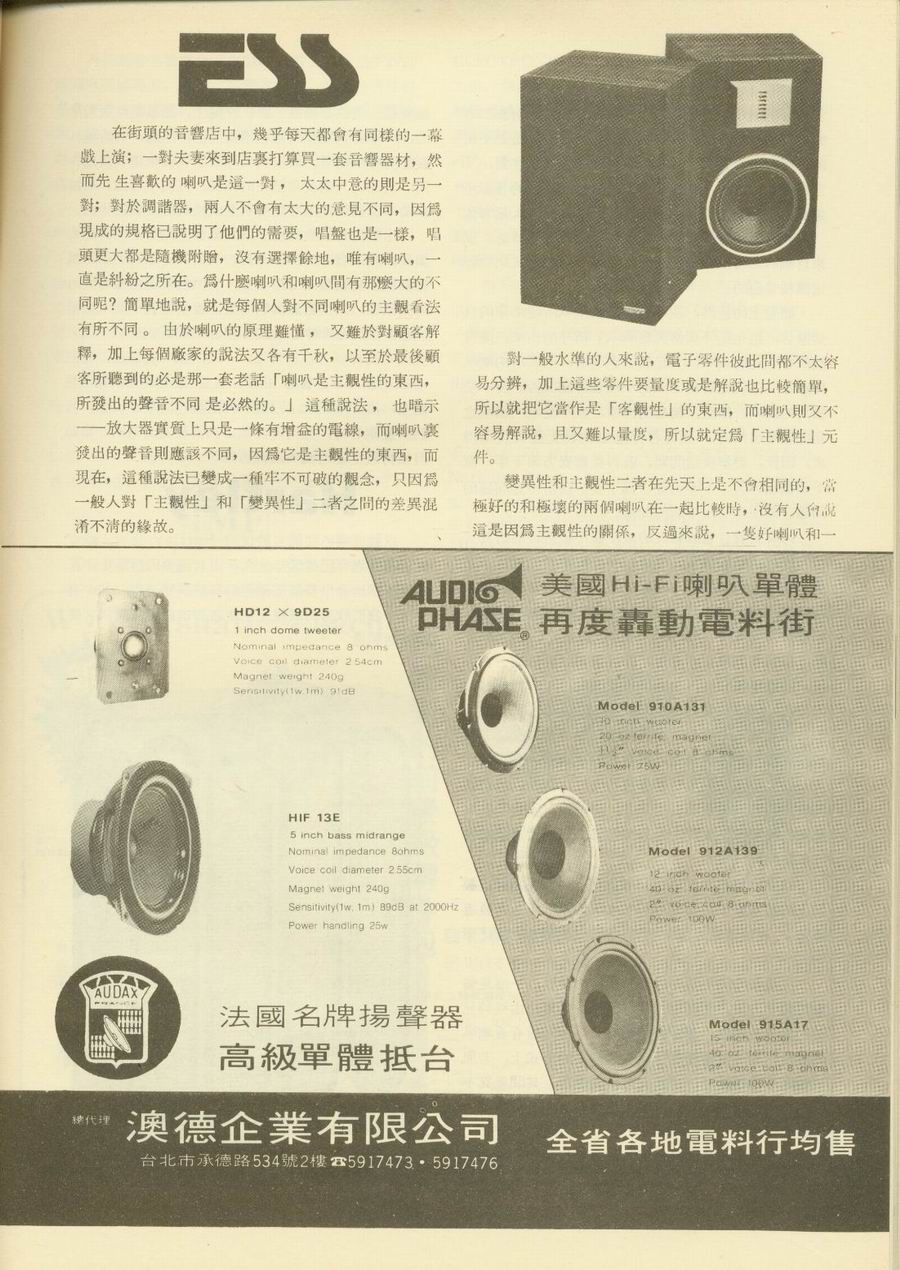 ESS
在街頭的音響店中，幾乎每天都會有同樣的一幕
戲上演；一對夫妻來到店裏打算買一套音響器材，然
而先生喜歡的喇叭是這一對，太太中意的則是另一
對；對於調諧器，兩人不會有太大的意見不同，因爲
現成的規格已說明了他們的需要，唱盤也是一樣，唱
頭更大都是隨機附贈，沒有選擇餘地，唯有喇叭，一
直是糾紛之所在。爲什麽喇叭和喇叭間有那麽大的不
同呢？簡單地說，就是每個人對不同喇叭的主觀看法
有所不同。由於喇叭的原理難懂，又難於對顧客解
釋，加上每個廠家的說法又各有千秋，以至於最後顧
客所聽到的必是那一套老話「喇叭是主觀性的東西，
所發出的聲音不同是必然的。」這種說法，也暗示
——放大器實質上只是一條有增益的電線，而喇叭裏
發出的聲音則應該不同，因爲它是主觀性的東西，而
現在，這種說法已變成一種牢不可破的觀念，只因爲
一般人對「主觀性」和「變異性」二者之間的差異混
淆不淸的緣故。
對一般水準的人來說，電子零件彼此間都不太容
易分辨，加上這些零件要量度或是解說也比較簡單，
所以就把它當作是「客觀性」的東西，而喇叭則又不
容易解說，且又難以量度，所以就定爲「主觀性」元
件。
變異性和主觀性二者在先天上是不會相同的，當
極好的和極壞的兩個喇叭在一起比較時，沒有人會說
這是因爲主觀性的關係，反過來說，一隻好喇叭和一
HD12 × 9D25
1 inch dome tweeter
Nominal impedance 8 ohms
Voice coil diameter 2.54cm
Magnet weight 240g
Sensitivity(1w.1m) 91dB
HIF 13E
5 inch bass midrange
Nominal impedance 8ohms
Voice coil diameter 2.55cm
Magnet weight 240g
Sensitivity(1w. 1m) 89dB at 2000Hz
Power handling 25w
AUDAX
FRANCE
法國名牌揚聲器
高級單體抵台
AUDIO
PHASE®
美國Hi-Fi喇叭單體
再度轟動電料街
Model 910A131
10 inch woofer
20 oz ferrite magnet
1½" voice coil 8 ohms
Power 75W
Model 912A139
12 inch woofer
40 oz ferrite magnet
2" voice coil 8 ohms
Power 100W
Model 915A17
15 inch woofer
40 oz ferrite magnet
2" voice coil 8 ohms
Power 100W
總代理
澳德企業有限公司
台北市承德路534號2樓☎5917473・5917476
全省各地電料行均售